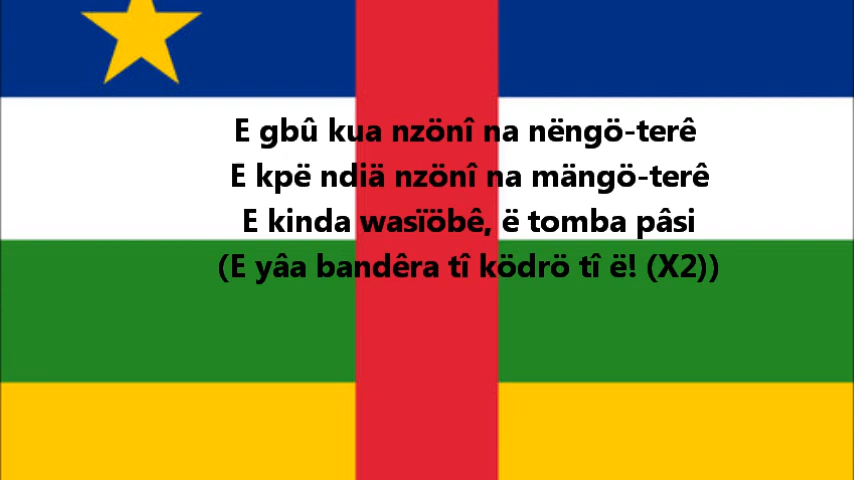 E gbû kua nzönî na nëngö-terê
E kpë ndiä nzönî na mängö-terê
E kinda wasïöbê, ë tomba pâsi
(E yâa bandêra tî ködrö tî ë! (X2))